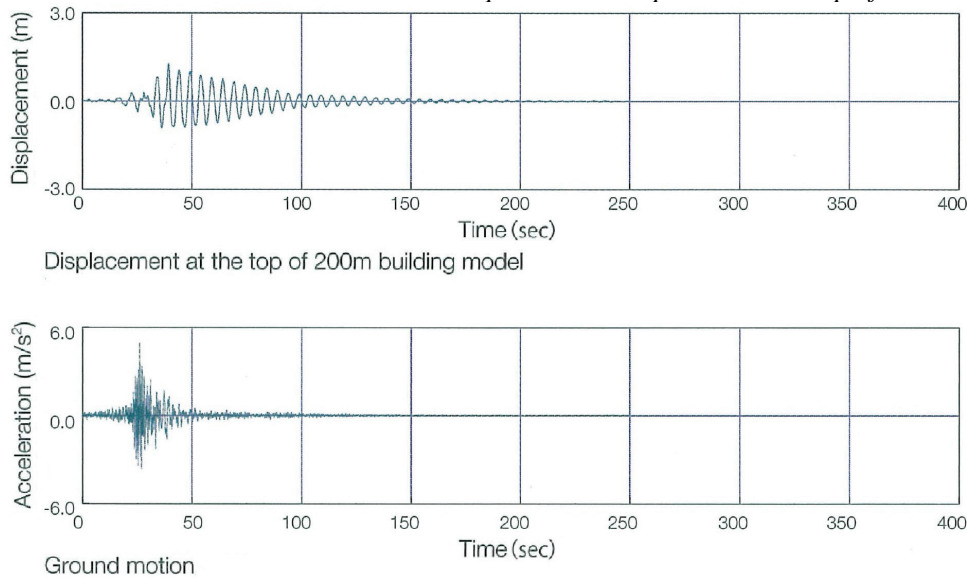 3.0
0.0
-3.0
Displacement (m)
0 50 100 150 200 250 300 350 400
Time (sec)
Displacement at the top of 200m building model
6.0
0.0
-6.0
Acceleration (m/s²)
0 50 100 150 200 250 300 350 400
Time (sec)
Ground motion